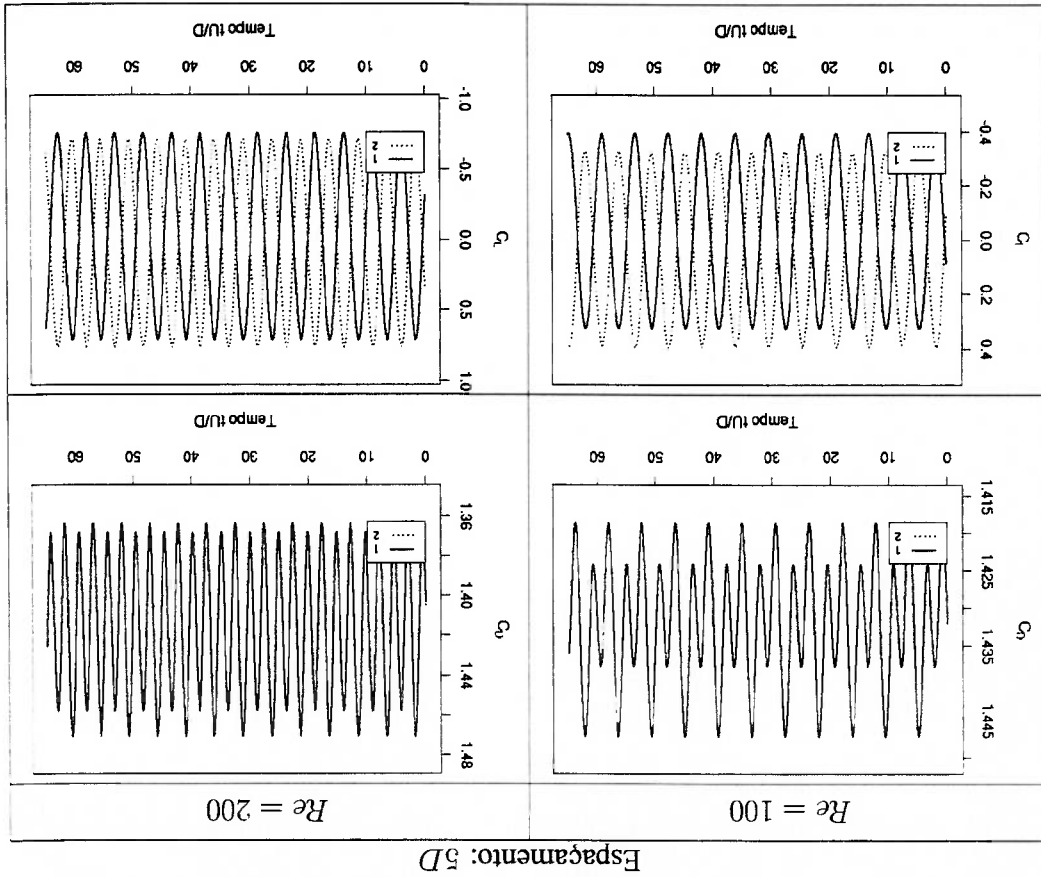 Espaçamento: 5D
Re = 100
Re = 200
C_D
1.445
1.435
1.425
1.415
1
2
0 10 20 30 40 50 60
Tempo tU/D
C_D
1.48
1.44
1.40
1.36
1
2
0 10 20 30 40 50 60
Tempo tU/D
C_L
0.4
0.2
0.0
-0.2
-0.4
1
2
0 10 20 30 40 50 60
Tempo tU/D
C_L
1.0
0.5
0.0
-0.5
-1.0
1
2
0 10 20 30 40 50 60
Tempo tU/D